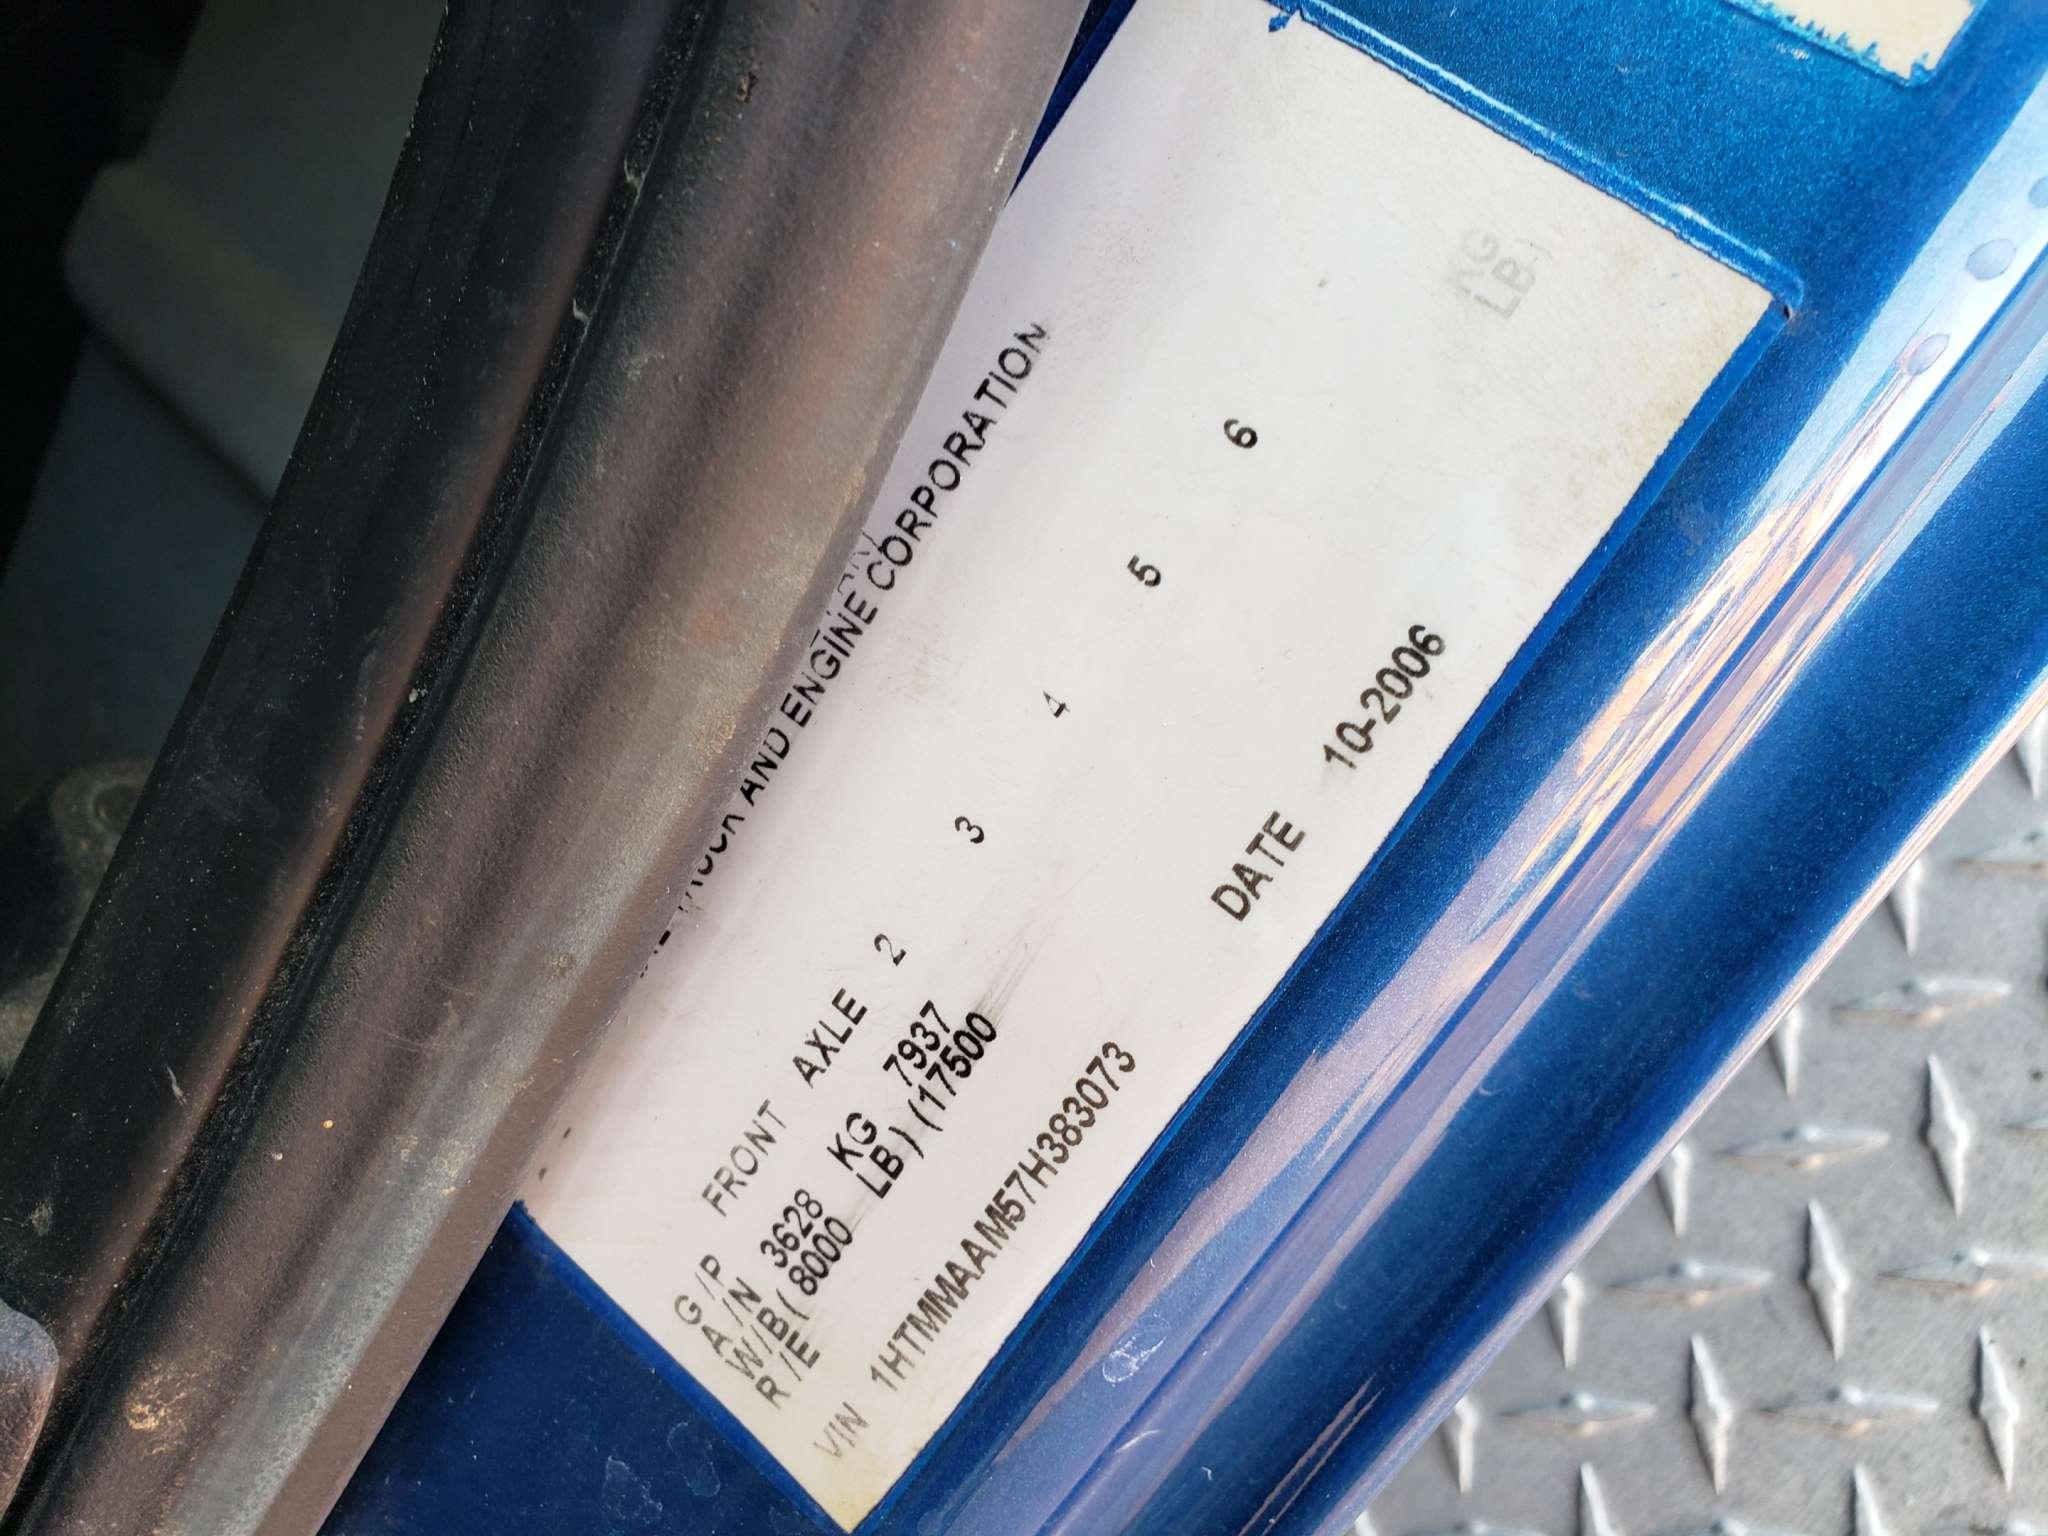 TRUCK AND ENGINE CORPORATION
FRONT AXLE 2 3 4 5 6
G/P
A/N 3628 KG 7937 KG
W/B (8000 LB) (17500 LB)
R/E
VIN 1HTMMAAM57H383073 DATE 10-2006